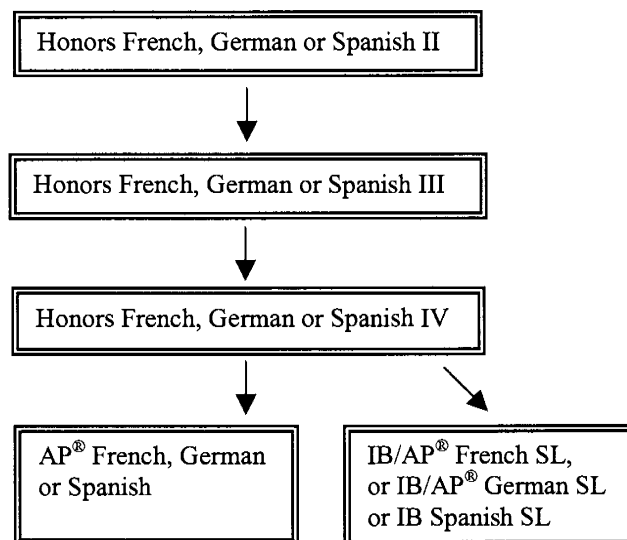 Honors French, German or Spanish II
Honors French, German or Spanish III
Honors French, German or Spanish IV
AP® French, German
or Spanish
IB/AP® French SL,
or IB/AP® German SL
or IB Spanish SL